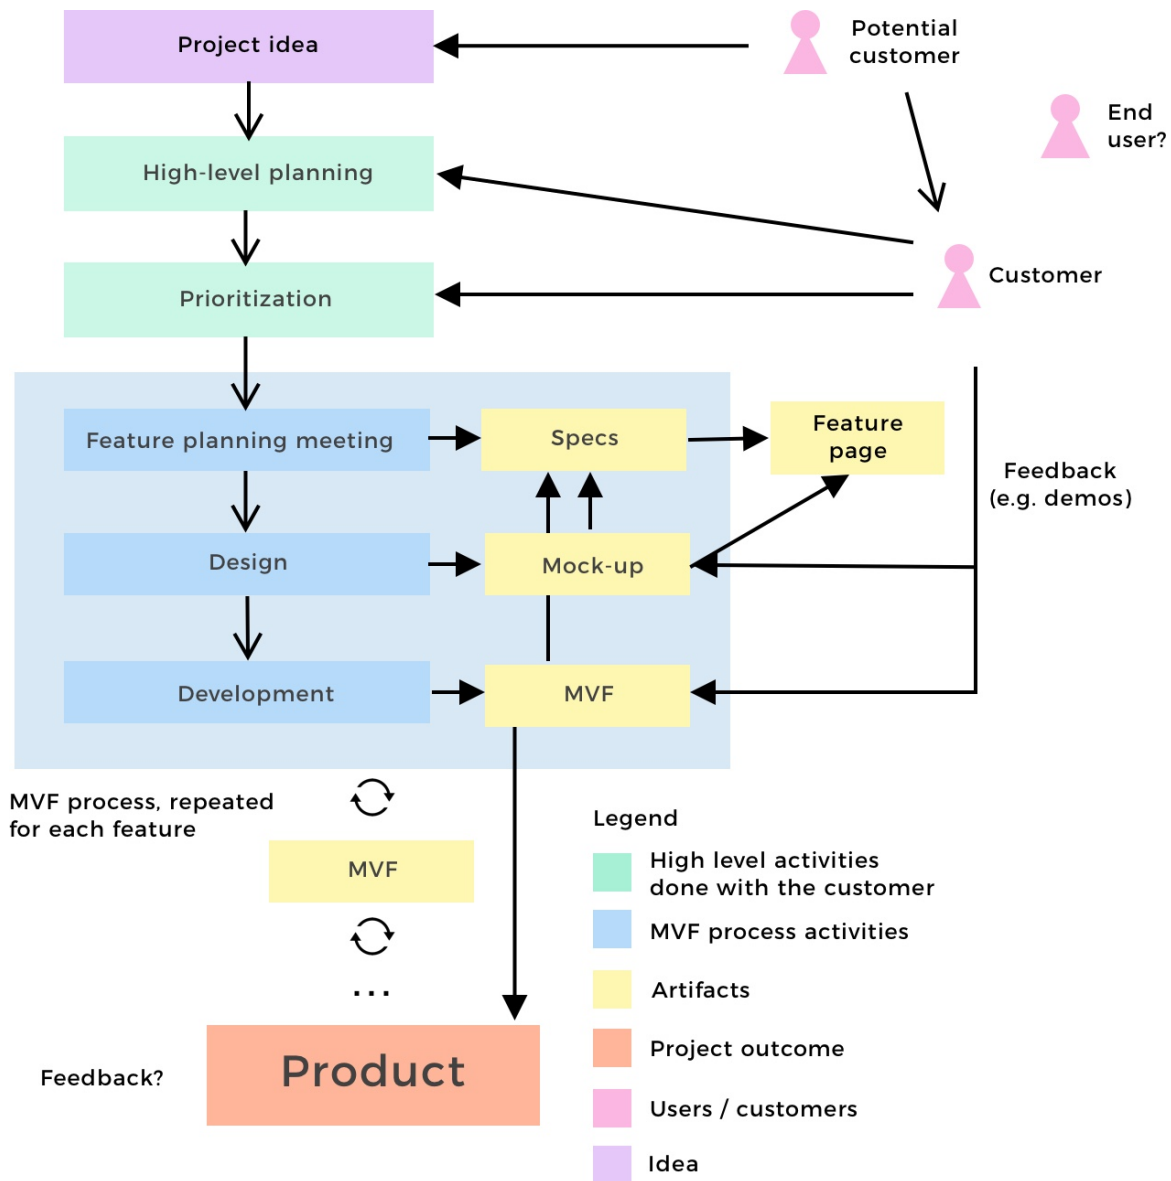 Project idea
Potential
customer
End
user?
High-level planning
Customer
Prioritization
Feature planning meeting
Specs
Feature
page
Feedback
(e.g. demos)
Design
Mock-up
Development
MVF
MVF process, repeated
for each feature
MVF
...
Product
Feedback?
Legend
High level activities
done with the customer
MVF process activities
Artifacts
Project outcome
Users / customers
Idea